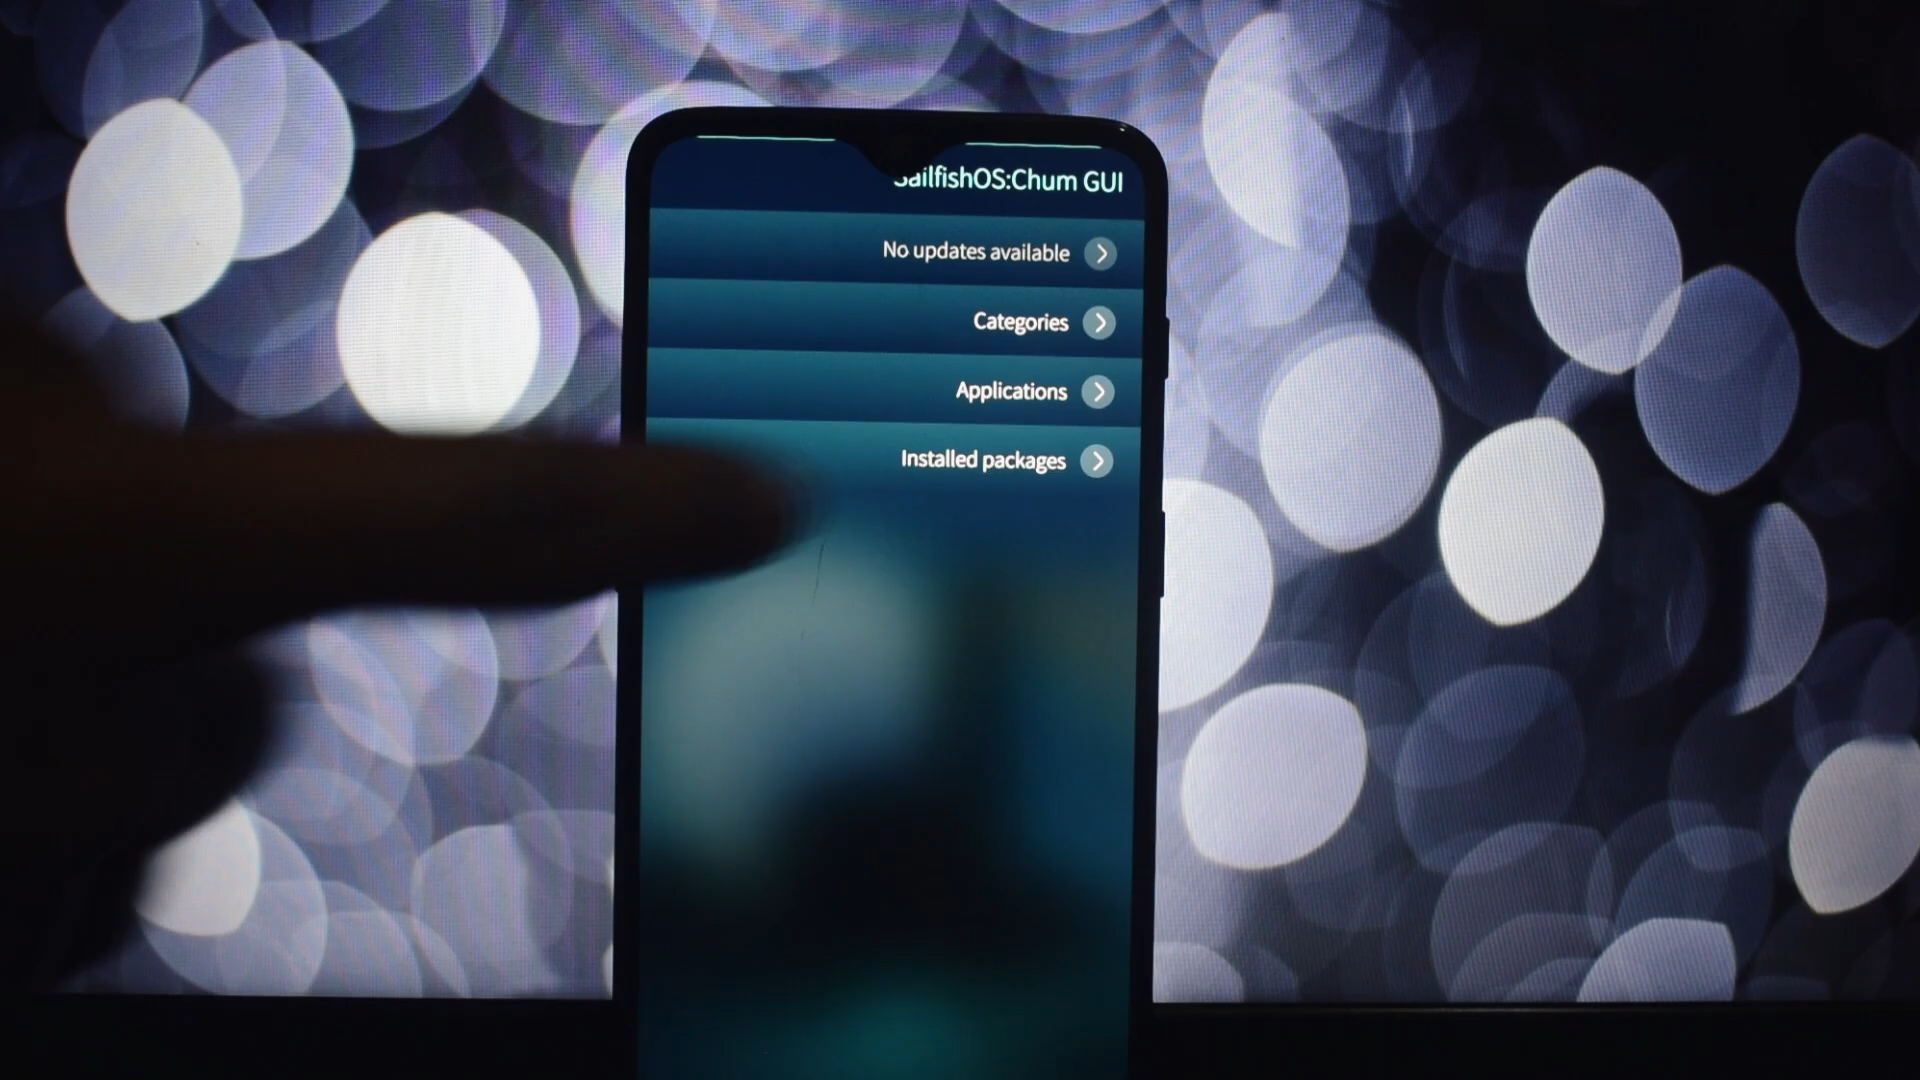 SailfishOS:Chum GUI
No updates available
Categories
Applications
Installed packages